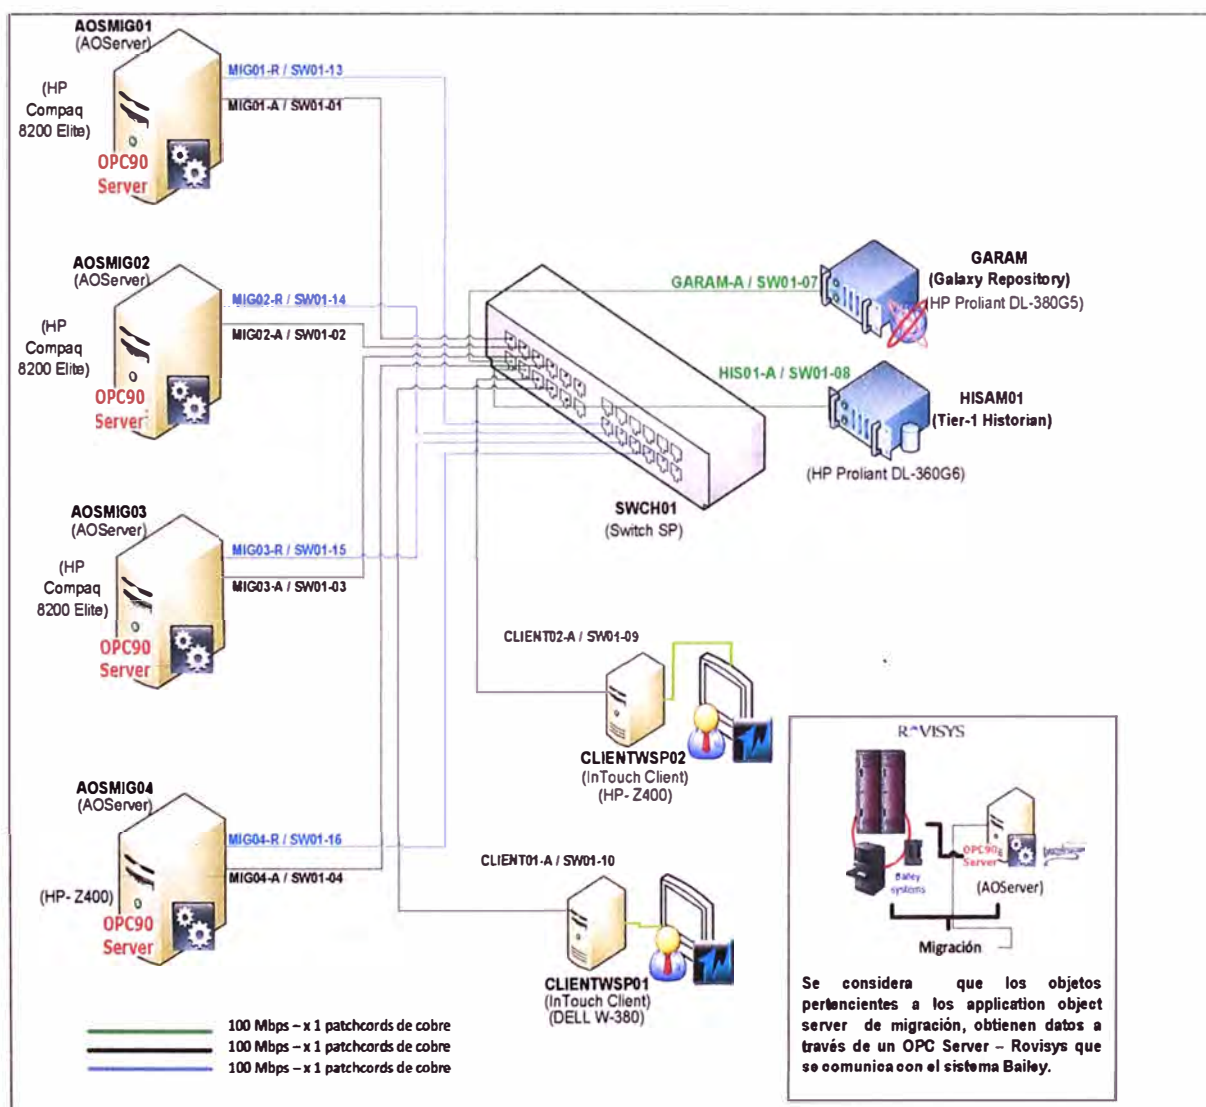 AOSMIG01
(AOServer)
(HP
Compaq
8200 Elite)
OPC90
Server
MIG01-R / SW01-13
MIG01-A / SW01-01
AOSMIG02
(AOServer)
(HP
Compaq
8200 Elite)
OPC90
Server
MIG02-R / SW01-14
MIG02-A / SW01-02
AOSMIG03
(AOServer)
(HP
Compaq
8200 Elite)
OPC90
Server
MIG03-R / SW01-15
MIG03-A / SW01-03
AOSMIG04
(AOServer)
(HP- Z400)
OPC90
Server
MIG04-R / SW01-16
MIG04-A / SW01-04
GARAM-A / SW01-07
GARAM
(Galaxy Repository)
(HP Proliant DL-380G5)
HIS01-A / SW01-08
HISAM01
(Tier-1 Historian)
(HP Proliant DL-360G6)
SWCH01
(Switch SP)
CLIENT02-A / SW01-09
CLIENTWSP02
(InTouch Client)
(HP- Z400)
CLIENT01-A / SW01-10
CLIENTWSP01
(InTouch Client)
(DELL W-380)
100 Mbps – x 1 patchcords de cobre
100 Mbps – x 1 patchcords de cobre
100 Mbps – x 1 patchcords de cobre
ROVISYS
OPC90
Server
Bailey
systems
(AOServer)
Migración
Se considera que los objetos
pertencientes a los application object
server de migración, obtienen datos a
través de un OPC Server – Rovisys que
se comunica con el sistema Bailey.